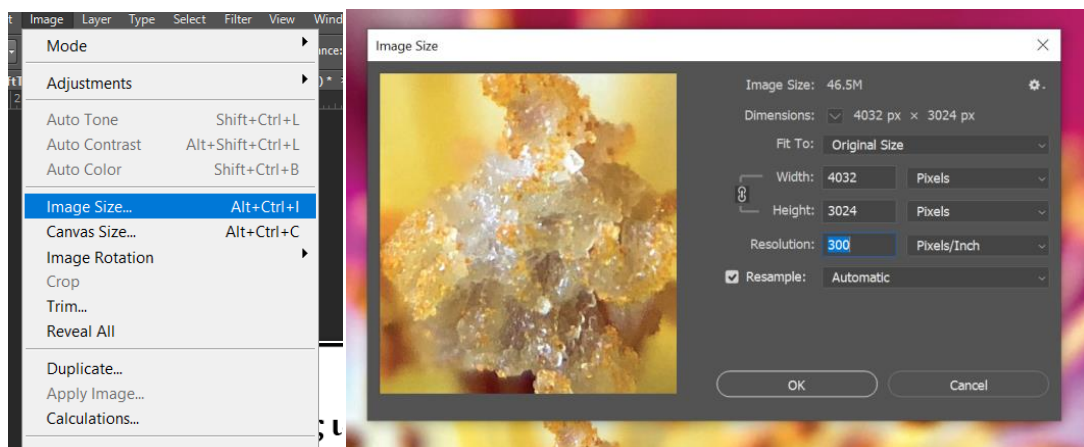 t Image Layer Type Select Filter View Wind
Mode
Adjustments
Auto Tone Shift+Ctrl+L
Auto Contrast Alt+Shift+Ctrl+L
Auto Color Shift+Ctrl+B
Image Size... Alt+Ctrl+I
Canvas Size... Alt+Ctrl+C
Image Rotation
Crop
Trim...
Reveal All
Duplicate...
Apply Image...
Calculations...
ance:
Image Size
Image Size: 46.5M
Dimensions: 4032 px × 3024 px
Fit To: Original Size
Width: 4032 Pixels
Height: 3024 Pixels
Resolution: 300 Pixels/Inch
Resample: Automatic
OK Cancel